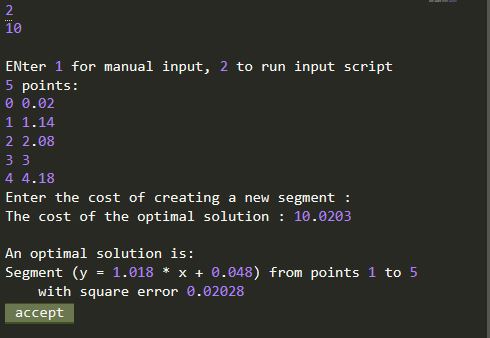 2
10
ENter 1 for manual input, 2 to run input script
5 points:
0 0.02
1 1.14
2 2.08
3 3
4 4.18
Enter the cost of creating a new segment :
The cost of the optimal solution : 10.0203
An optimal solution is:
Segment (y = 1.018 * x + 0.048) from points 1 to 5
with square error 0.02028
accept